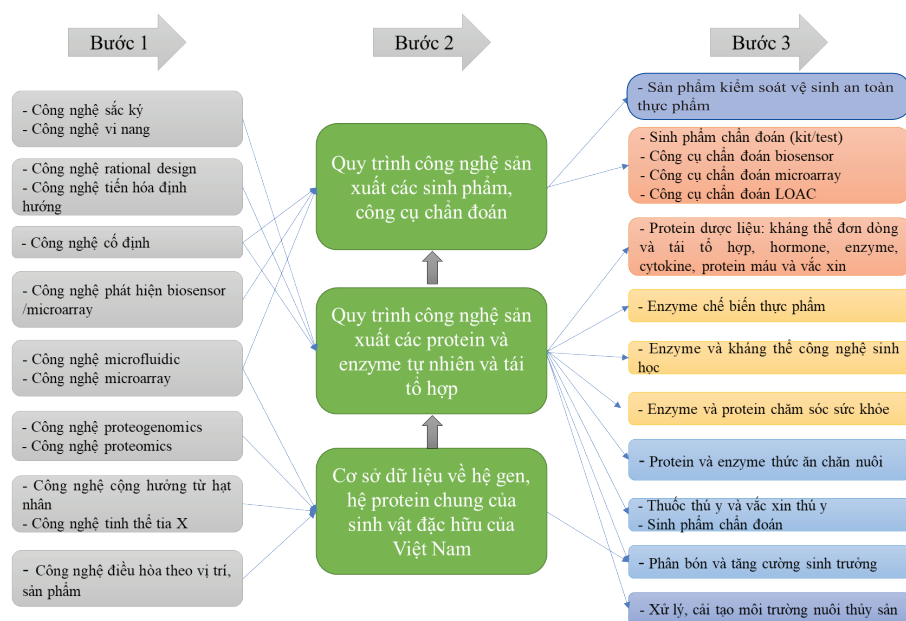 Bước 1
Bước 2
Bước 3
- Công nghệ sắc ký
- Công nghệ vi nang
- Công nghệ rational design
- Công nghệ tiến hóa định
hướng
- Công nghệ cố định
- Công nghệ phát hiện biosensor
/microarray
- Công nghệ microfluidic
- Công nghệ microarray
- Công nghệ proteogenomics
- Công nghệ proteomics
- Công nghệ cộng hưởng từ hạt
nhân
- Công nghệ tinh thể tia X
- Công nghệ điều hòa theo vị trí,
sản phẩm
Quy trình công nghệ sản
xuất các sinh phẩm,
công cụ chẩn đoán
Quy trình công nghệ sản
xuất các protein và
enzyme tự nhiên và tái
tổ hợp
Cơ sở dữ liệu về hệ gen,
hệ protein chung của
sinh vật đặc hữu của
Việt Nam
- Sản phẩm kiểm soát vệ sinh an toàn
thực phẩm
- Sinh phẩm chẩn đoán (kit/test)
- Công cụ chẩn đoán biosensor
- Công cụ chẩn đoán microarray
- Công cụ chẩn đoán LOAC
- Protein dược liệu: kháng thể đơn dòng
và tái tổ hợp, hormone, enzyme,
cytokine, protein máu và vắc xin
- Enzyme chế biến thực phẩm
- Enzyme và kháng thể công nghệ sinh
học
- Enzyme và protein chăm sóc sức khỏe
- Protein và enzyme thức ăn chăn nuôi
- Thuốc thú y và vắc xin thú y
- Sinh phẩm chẩn đoán
- Phân bón và tăng cường sinh trưởng
- Xử lý, cải tạo môi trường nuôi thủy sản